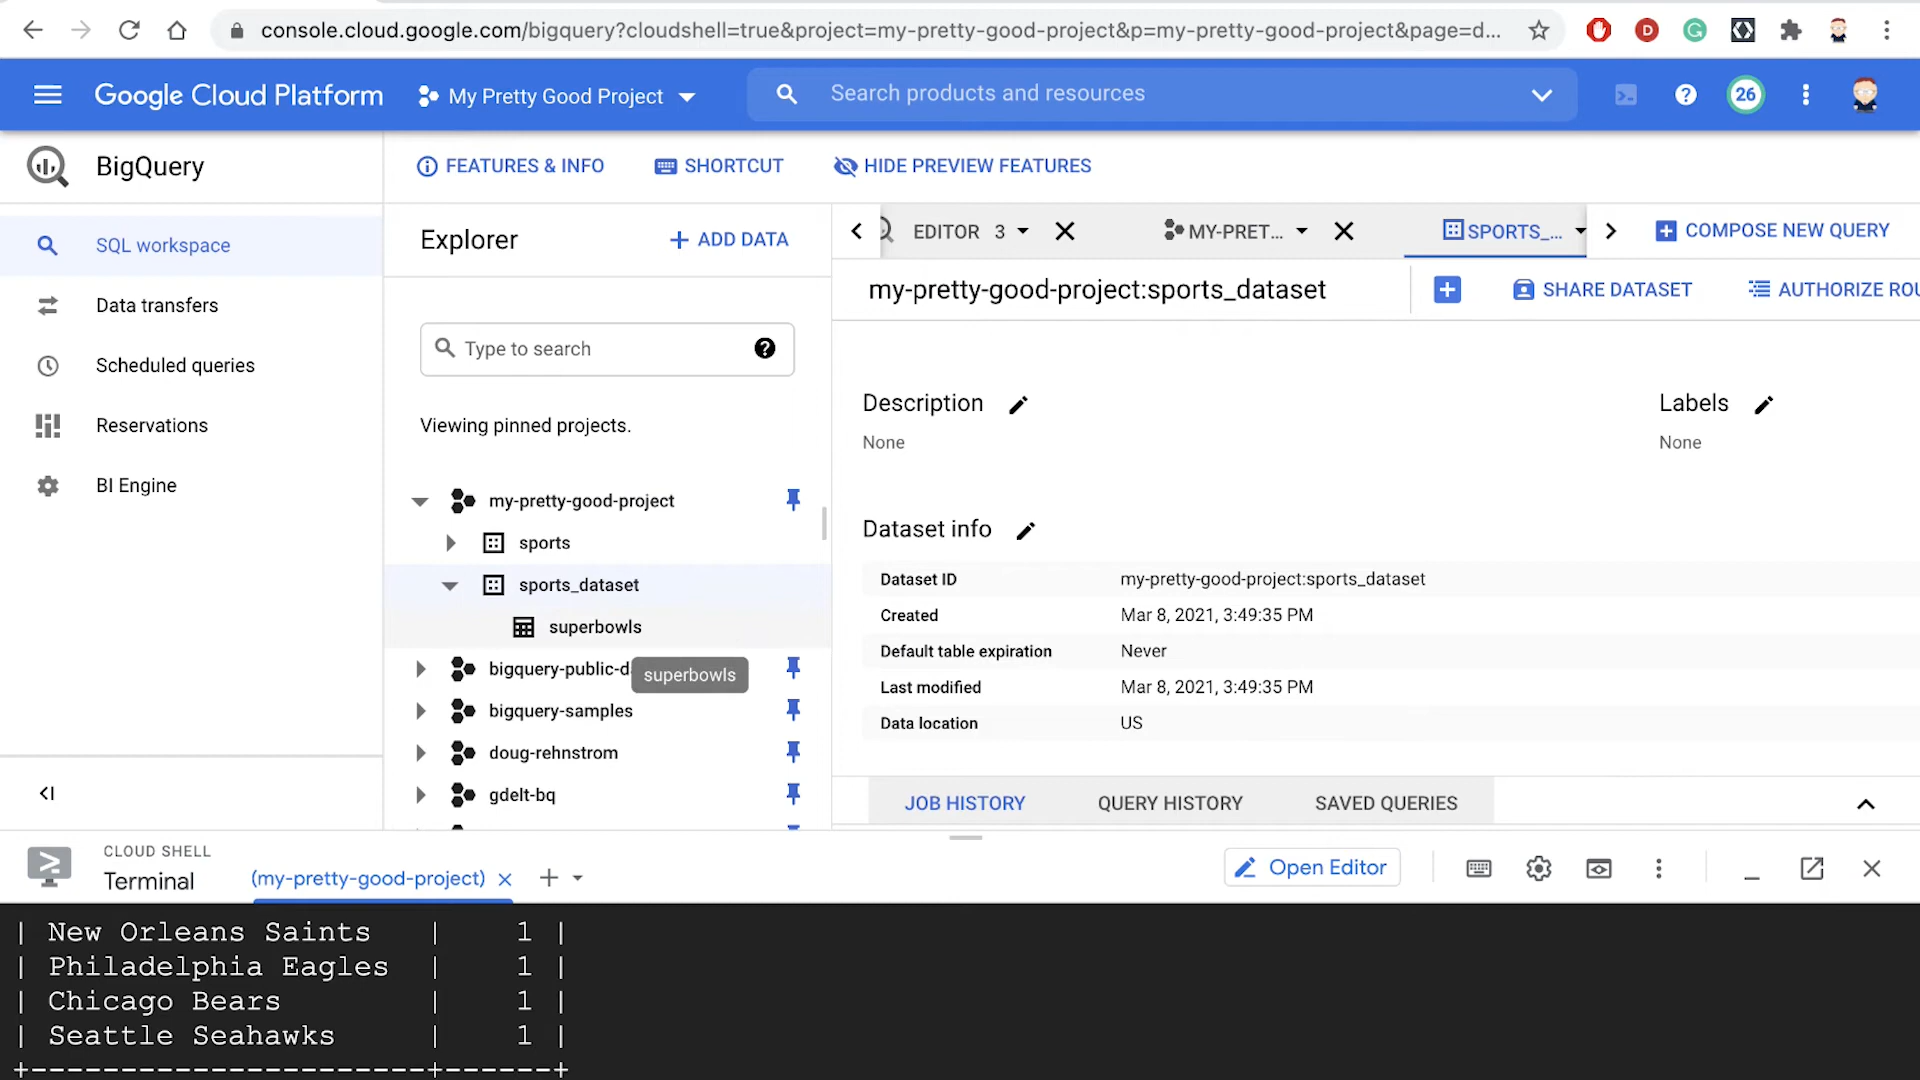 console.cloud.google.com/bigquery?cloudshell=true&project=my-pretty-good-project&p=my-pretty-good-project&page=d...
D
G
Google Cloud Platform
My Pretty Good Project
Search products and resources
?
26
BigQuery
FEATURES & INFO
SHORTCUT
HIDE PREVIEW FEATURES
SQL workspace
Data transfers
Scheduled queries
Reservations
BI Engine
Explorer
+ ADD DATA
Type to search
?
Viewing pinned projects.
my-pretty-good-project
sports
sports_dataset
superbowls
bigquery-public-d
superbowls
bigquery-samples
doug-rehnstrom
gdelt-bq
EDITOR 3
MY-PRET...
SPORTS_...
COMPOSE NEW QUERY
my-pretty-good-project:sports_dataset
SHARE DATASET
AUTHORIZE ROU
Description
None
Labels
None
Dataset info
Dataset ID my-pretty-good-project:sports_dataset
Created Mar 8, 2021, 3:49:35 PM
Default table expiration Never
Last modified Mar 8, 2021, 3:49:35 PM
Data location US
JOB HISTORY
QUERY HISTORY
SAVED QUERIES
CLOUD SHELL
Terminal
(my-pretty-good-project)
Open Editor
| New Orleans Saints | 1 |
| Philadelphia Eagles | 1 |
| Chicago Bears | 1 |
| Seattle Seahawks | 1 |
+----------------------+------+